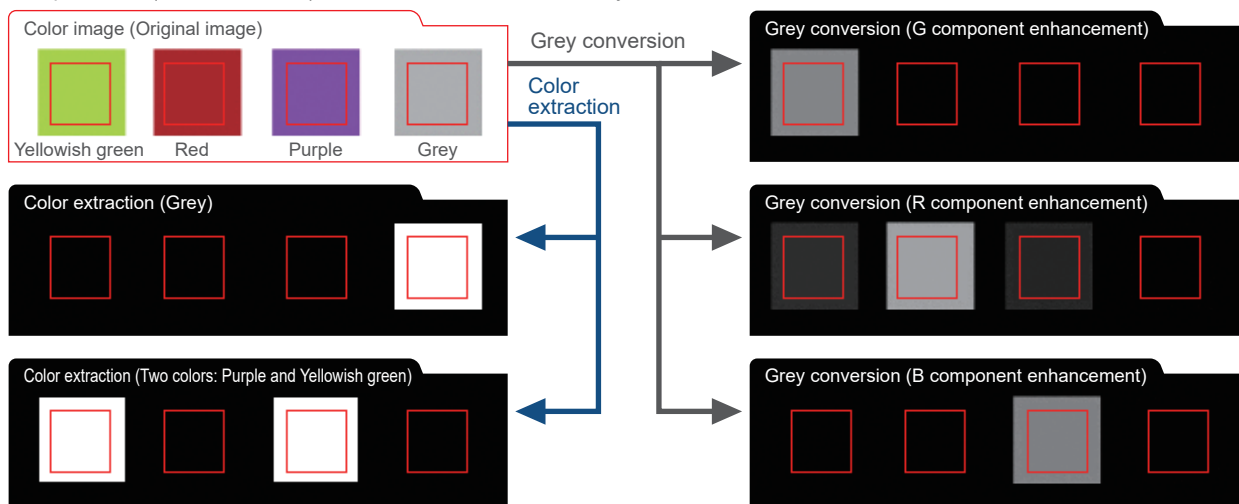 Color image (Original image)
Yellowish green
Red
Purple
Grey
Grey conversion
Color
extraction
Grey conversion (G component enhancement)
Color extraction (Grey)
Grey conversion (R component enhancement)
Color extraction (Two colors: Purple and Yellowish green)
Grey conversion (B component enhancement)